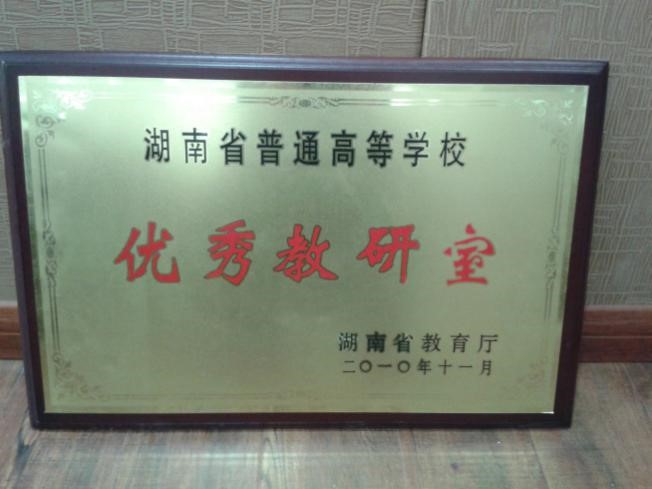 湖南省普通高等学校
优秀教研室
湖南省教育厅
二〇一〇年十一月